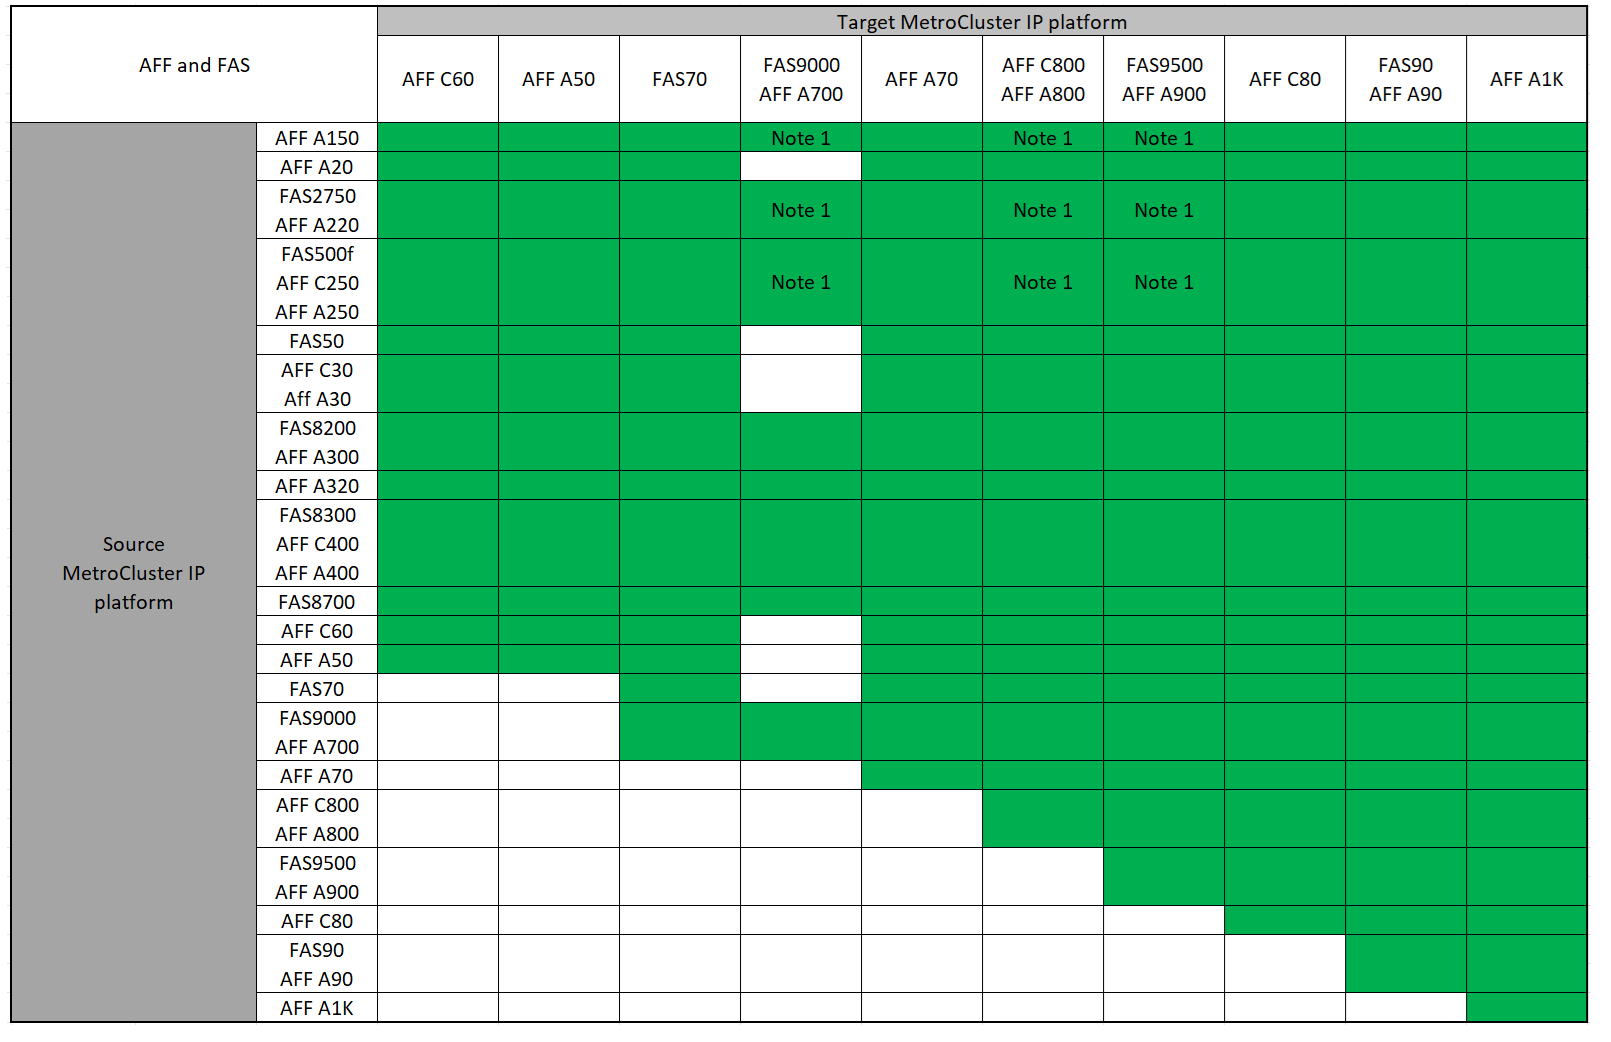 Target MetroCluster IP platform
AFF and FAS
AFF C60
AFF A50
FAS70
FAS9000
AFF A700
AFF A70
AFF C800
AFF A800
FAS9500
AFF A900
AFF C80
FAS90
AFF A90
AFF A1K
Source
MetroCluster IP
platform
AFF A150
Note 1
Note 1
Note 1
AFF A20
FAS2750
AFF A220
Note 1
Note 1
Note 1
FAS500f
AFF C250
AFF A250
Note 1
Note 1
Note 1
FAS50
AFF C30
Aff A30
FAS8200
AFF A300
AFF A320
FAS8300
AFF C400
AFF A400
FAS8700
AFF C60
AFF A50
FAS70
FAS9000
AFF A700
AFF A70
AFF C800
AFF A800
FAS9500
AFF A900
AFF C80
FAS90
AFF A90
AFF A1K